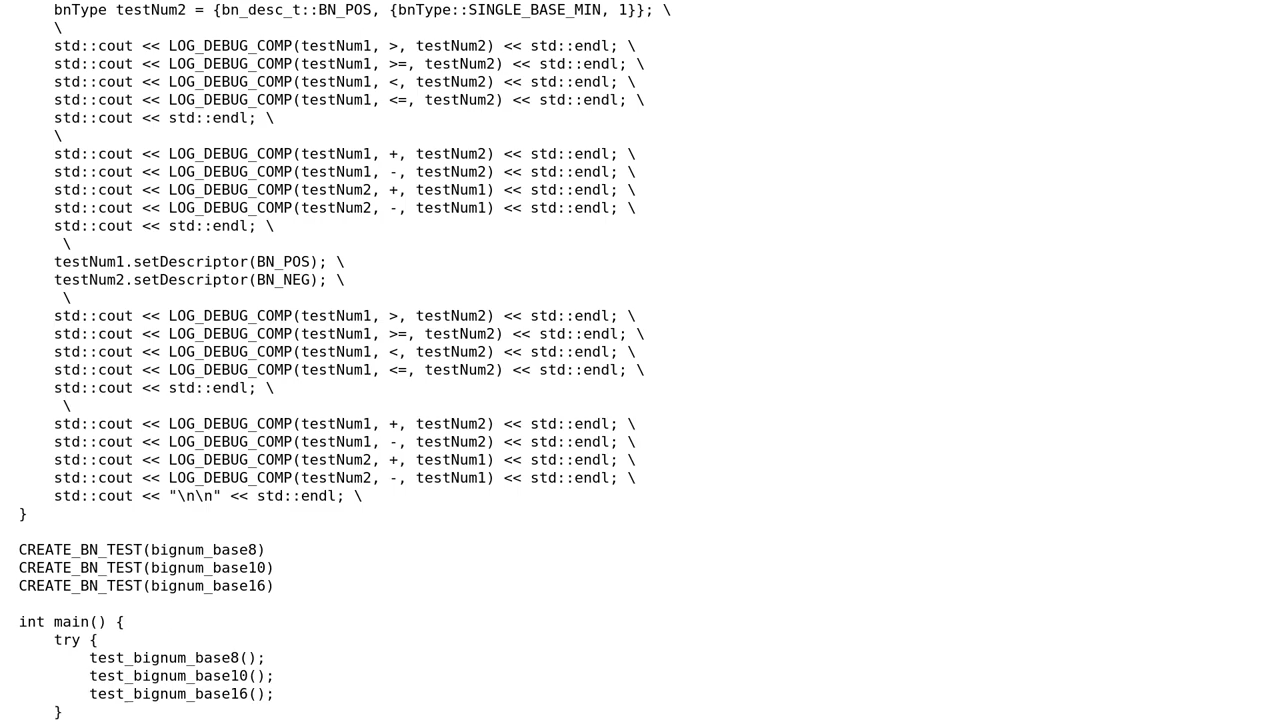 bnType testNum2 = {bn_desc_t::BN_POS, {bnType::SINGLE_BASE_MIN, 1}}; \
    \
    std::cout << LOG_DEBUG_COMP(testNum1, >, testNum2) << std::endl; \
    std::cout << LOG_DEBUG_COMP(testNum1, >=, testNum2) << std::endl; \
    std::cout << LOG_DEBUG_COMP(testNum1, <, testNum2) << std::endl; \
    std::cout << LOG_DEBUG_COMP(testNum1, <=, testNum2) << std::endl; \
    std::cout << std::endl; \
    \
    std::cout << LOG_DEBUG_COMP(testNum1, +, testNum2) << std::endl; \
    std::cout << LOG_DEBUG_COMP(testNum1, -, testNum2) << std::endl; \
    std::cout << LOG_DEBUG_COMP(testNum2, +, testNum1) << std::endl; \
    std::cout << LOG_DEBUG_COMP(testNum2, -, testNum1) << std::endl; \
    std::cout << std::endl; \
     \
    testNum1.setDescriptor(BN_POS); \
    testNum2.setDescriptor(BN_NEG); \
     \
    std::cout << LOG_DEBUG_COMP(testNum1, >, testNum2) << std::endl; \
    std::cout << LOG_DEBUG_COMP(testNum1, >=, testNum2) << std::endl; \
    std::cout << LOG_DEBUG_COMP(testNum1, <, testNum2) << std::endl; \
    std::cout << LOG_DEBUG_COMP(testNum1, <=, testNum2) << std::endl; \
    std::cout << std::endl; \
     \
    std::cout << LOG_DEBUG_COMP(testNum1, +, testNum2) << std::endl; \
    std::cout << LOG_DEBUG_COMP(testNum1, -, testNum2) << std::endl; \
    std::cout << LOG_DEBUG_COMP(testNum2, +, testNum1) << std::endl; \
    std::cout << LOG_DEBUG_COMP(testNum2, -, testNum1) << std::endl; \
    std::cout << "\n\n" << std::endl; \
}

CREATE_BN_TEST(bignum_base8)
CREATE_BN_TEST(bignum_base10)
CREATE_BN_TEST(bignum_base16)

int main() {
    try {
        test_bignum_base8();
        test_bignum_base10();
        test_bignum_base16();
    }